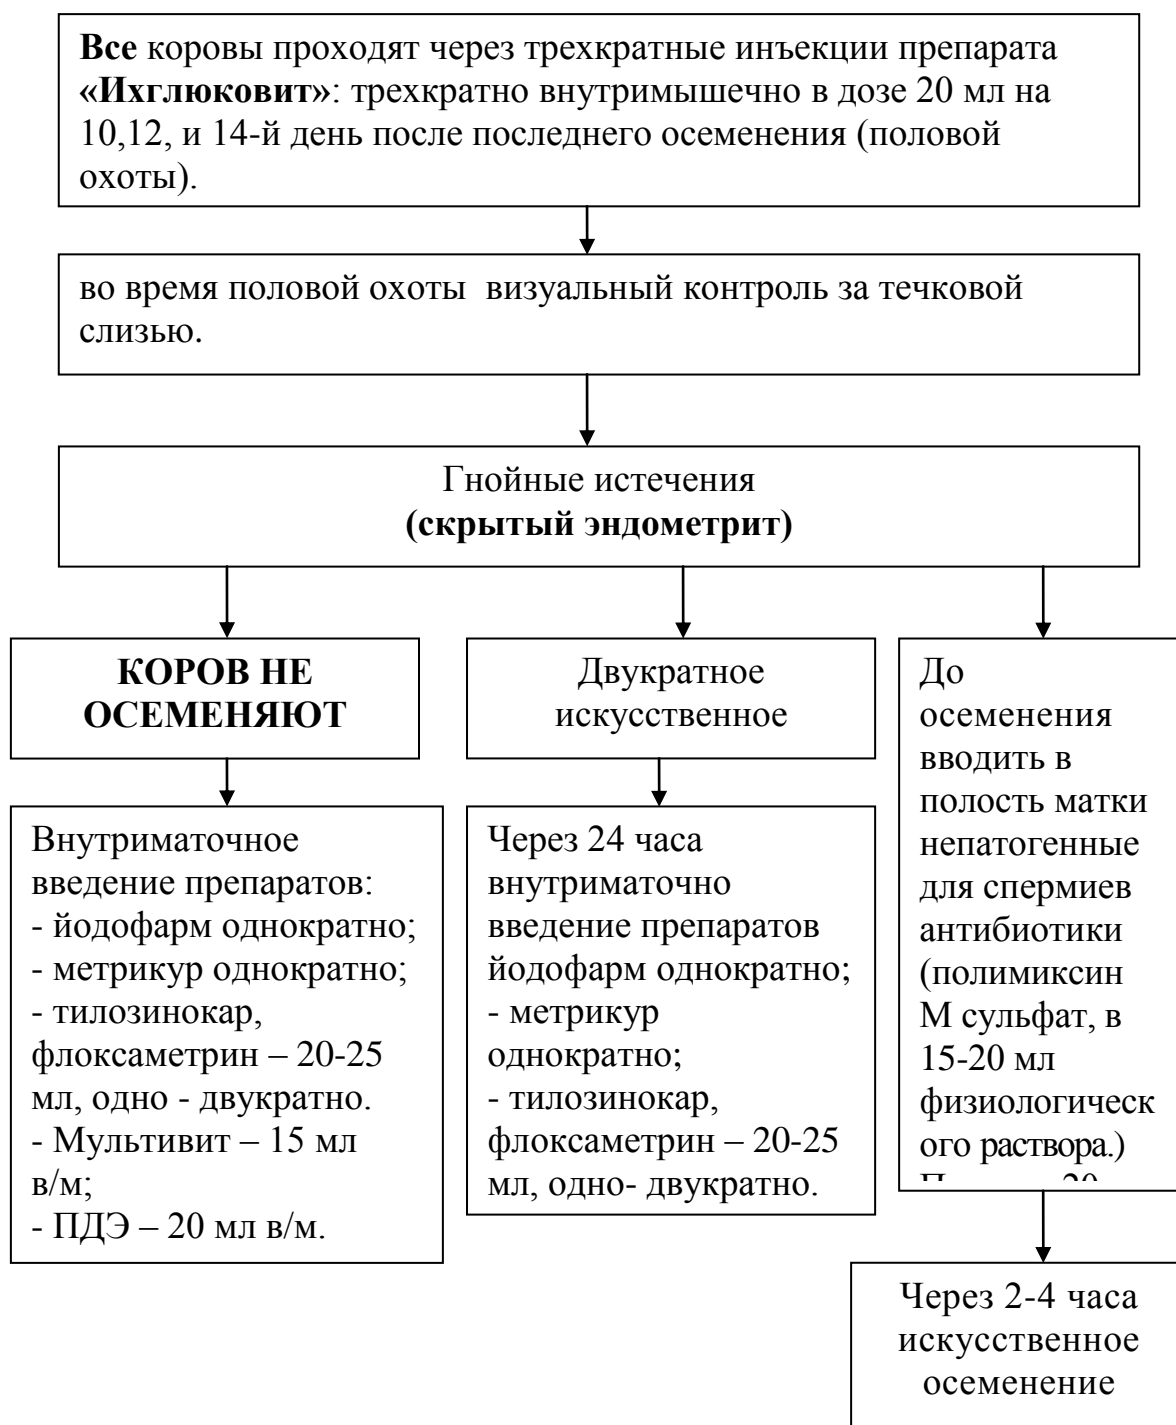 Все коровы проходят через трехкратные инъекции препарата
«Ихглюковит»: трехкратно внутримышечно в дозе 20 мл на
10,12, и 14-й день после последнего осеменения (половой
охоты).
во время половой охоты визуальный контроль за течковой
слизью.
Гнойные истечения
(скрытый эндометрит)
КОРОВ НЕ
ОСЕМЕНЯЮТ
Внутриматочное
введение препаратов:
- йодофарм однократно;
- метрикур однократно;
- тилозинокар,
флоксаметрин – 20-25
мл, одно - двукратно.
- Мультивит – 15 мл
в/м;
- ПДЭ – 20 мл в/м.
Двукратное
искусственное
Через 24 часа
внутриматочно
введение препаратов
йодофарм однократно;
- метрикур
однократно;
- тилозинокар,
флоксаметрин – 20-25
мл, одно- двукратно.
До
осеменения
вводить в
полость матки
непатогенные
для спермиев
антибиотики
(полимиксин
М сульфат, в
15-20 мл
физиологическ
ого раствора.)
Через 2-4 часа
искусственное
осеменение